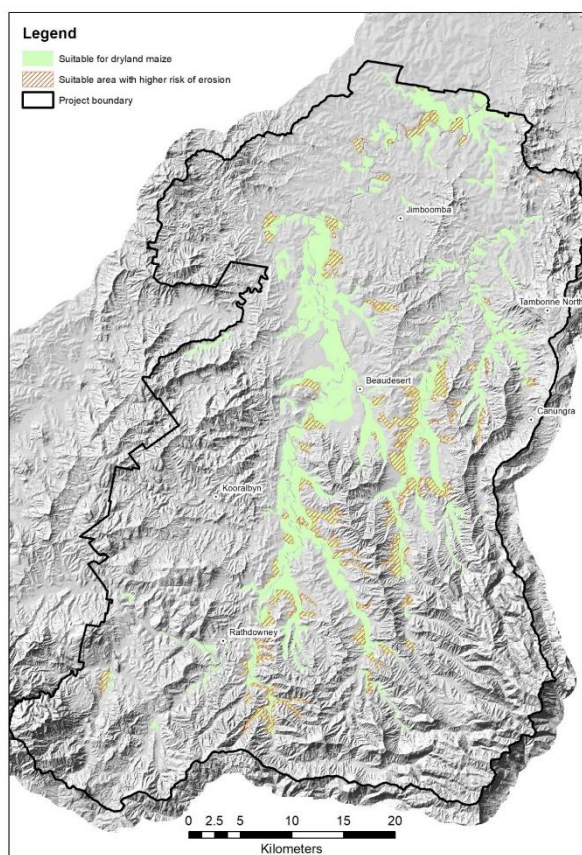 Legend
Suitable for dryland maize
Suitable area with higher risk of erosion
Project boundary
Jimboomba
Tamborine North
Beaudesert
Canungra
Kooralbyn
Rathdowney
0 2.5 5 10 15 20
Kilometers